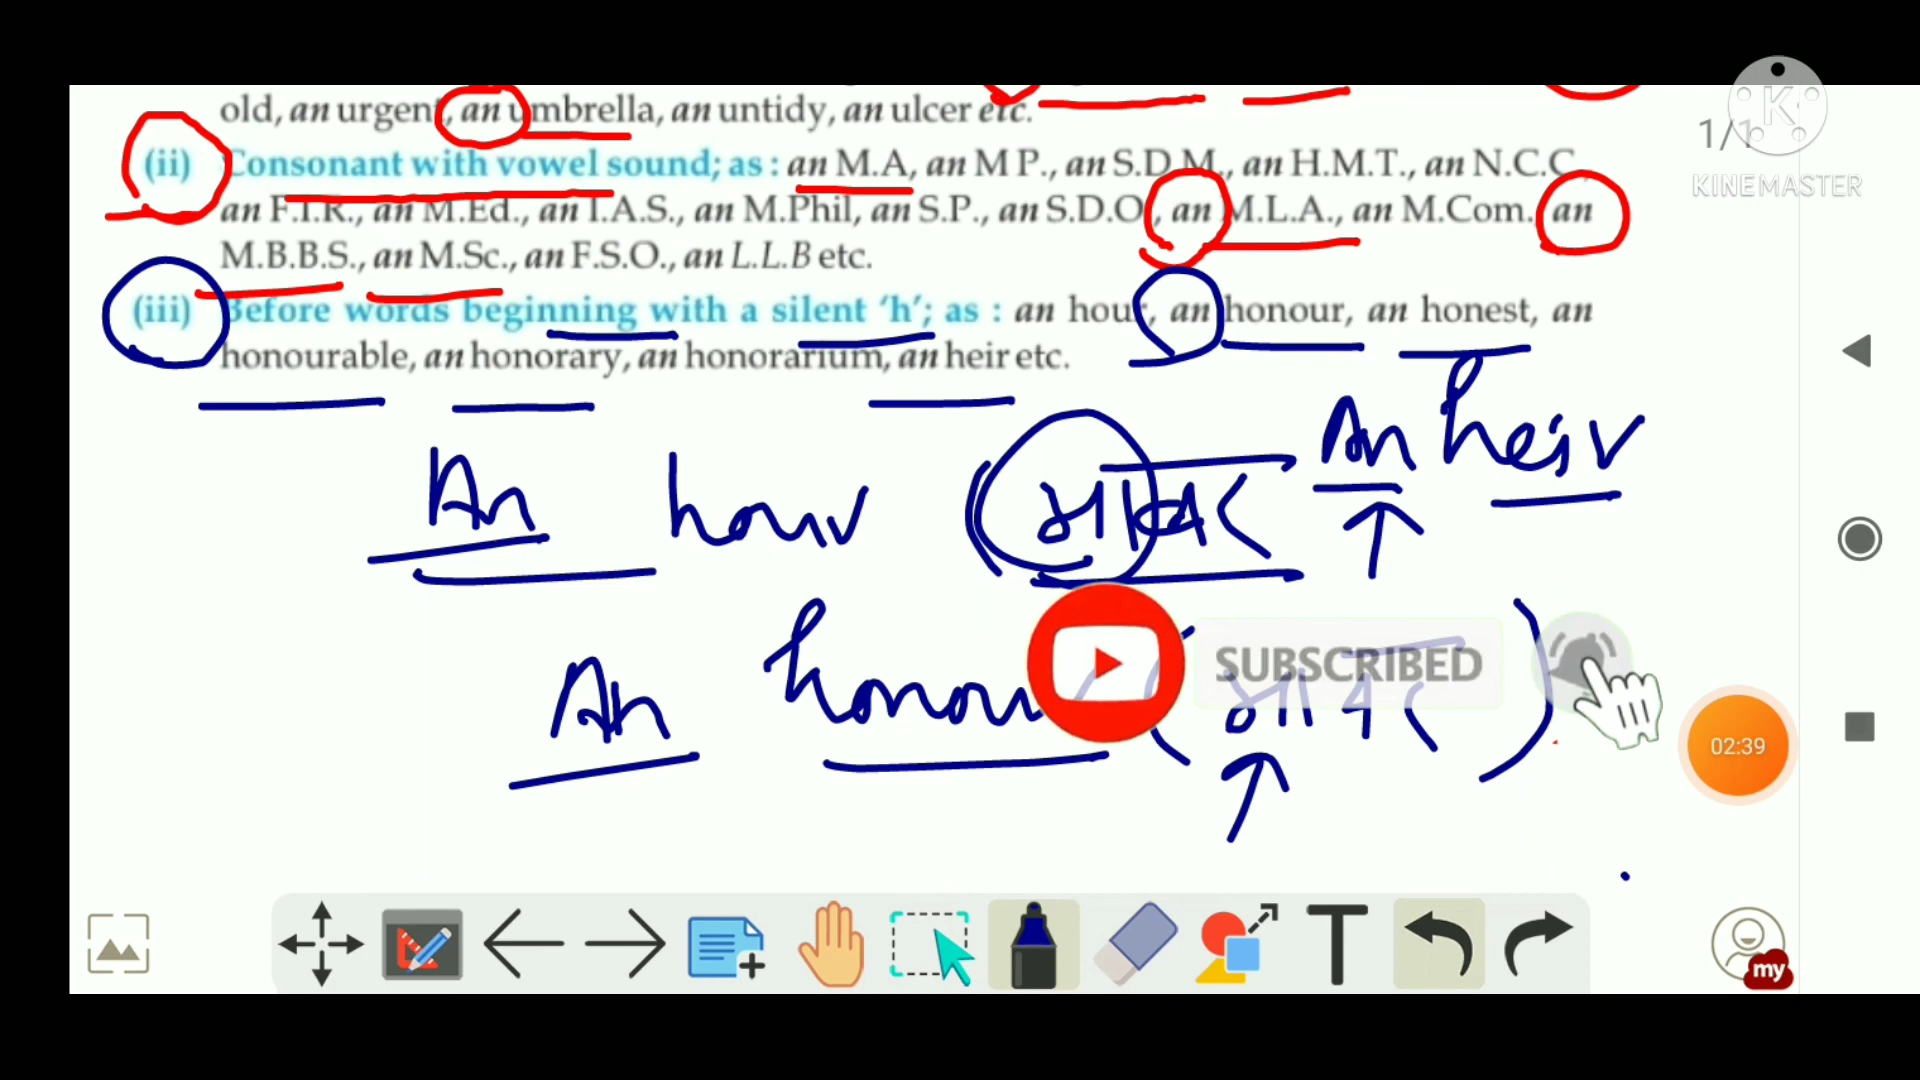 old, an urgent, an umbrella, an untidy, an ulcer etc.
(ii) Consonant with vowel sound; as : an M.A, an M P., an S.D.M., an H.M.T., an N.C.C.,
an F.I.R., an M.Ed., an I.A.S., an M.Phil, an S.P., an S.D.O., an M.L.A., an M.Com., an
M.B.B.S., an M.Sc., an F.S.O., an L.L.B etc.
(iii) Before words beginning with a silent ‘h’; as : an hour, an honour, an honest, an
honourable, an honorary, an honorarium, an heir etc.
1/1
K
KINEMASTER
An heir
An hour
An honour
SUBSCRIBED
02:39
T
my